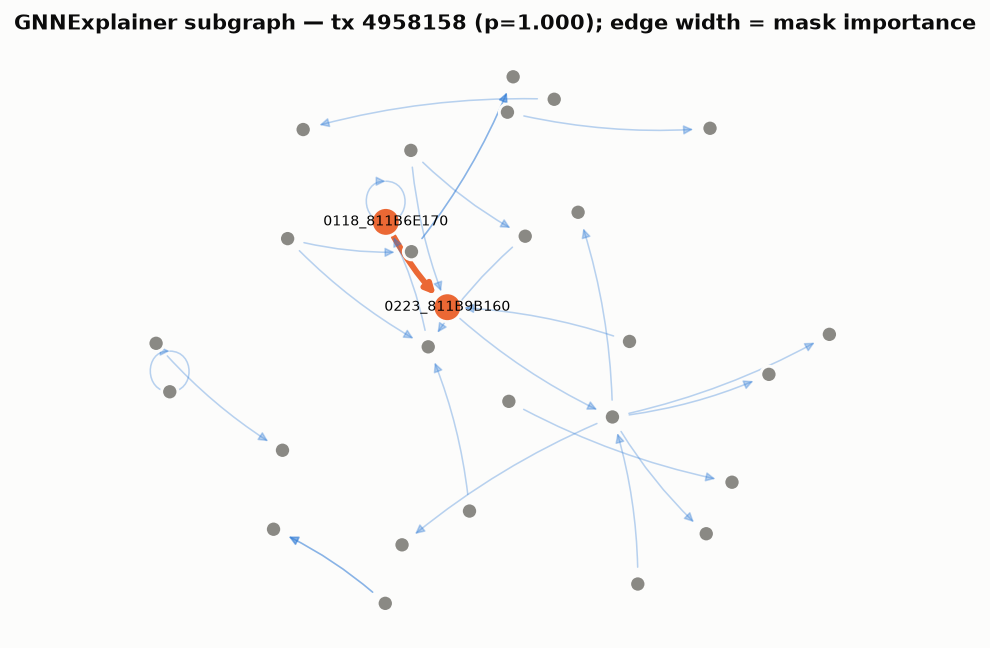 GNNExplainer subgraph — tx 4958158 (p=1.000); edge width = mask importance
0118_811B6E170
0223_811B9B160